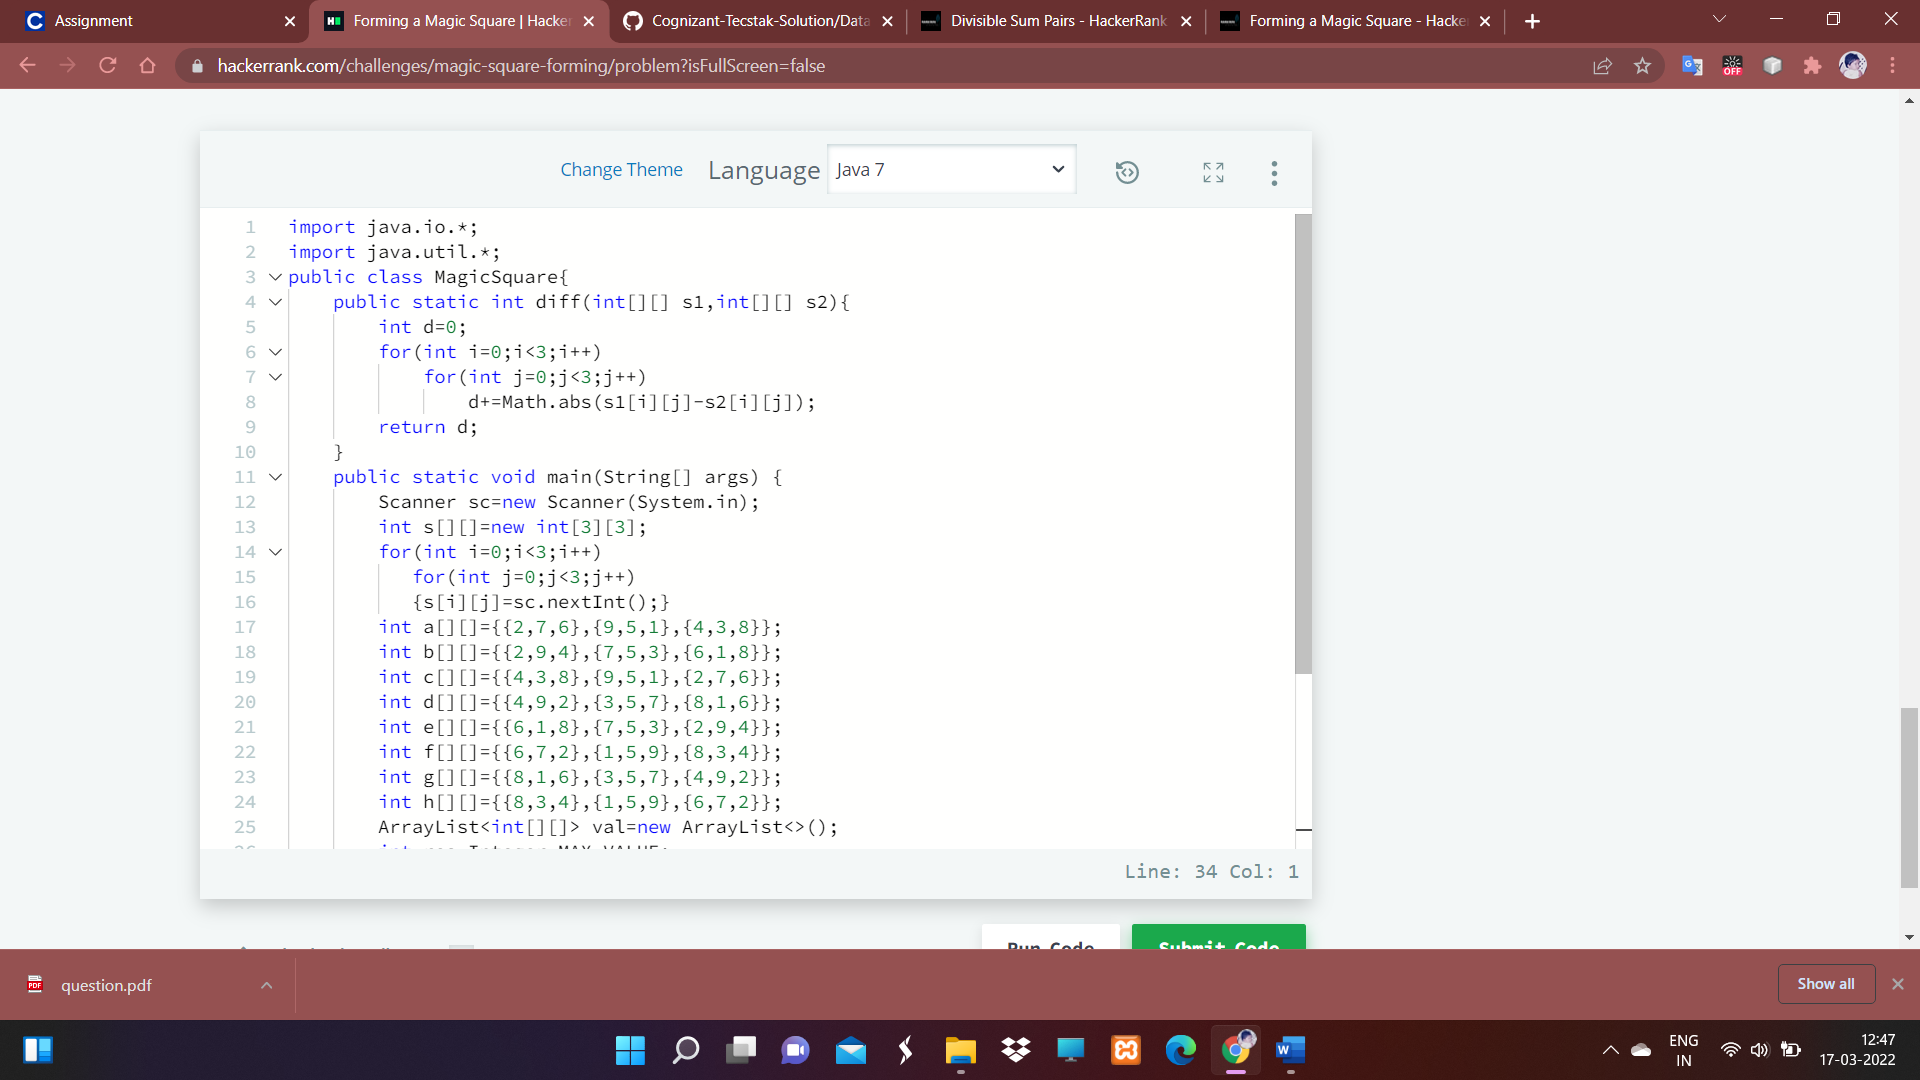 Assignment
Forming a Magic Square | Hacker
Cognizant-Tecstak-Solution/Data
Divisible Sum Pairs - HackerRank
Forming a Magic Square - Hacke
hackerrank.com/challenges/magic-square-forming/problem?isFullScreen=false
OFF
Change Theme Language Java 7
1 import java.io.*;
2 import java.util.*;
3 public class MagicSquare{
4 public static int diff(int[][] s1,int[][] s2){
5 int d=0;
6 for(int i=0;i<3;i++)
7 for(int j=0;j<3;j++)
8 d+=Math.abs(s1[i][j]-s2[i][j]);
9 return d;
10 }
11 public static void main(String[] args) {
12 Scanner sc=new Scanner(System.in);
13 int s[][]=new int[3][3];
14 for(int i=0;i<3;i++)
15 for(int j=0;j<3;j++)
16 {s[i][j]=sc.nextInt();}
17 int a[][]={{2,7,6},{9,5,1},{4,3,8}};
18 int b[][]={{2,9,4},{7,5,3},{6,1,8}};
19 int c[][]={{4,3,8},{9,5,1},{2,7,6}};
20 int d[][]={{4,9,2},{3,5,7},{8,1,6}};
21 int e[][]={{6,1,8},{7,5,3},{2,9,4}};
22 int f[][]={{6,7,2},{1,5,9},{8,3,4}};
23 int g[][]={{8,1,6},{3,5,7},{4,9,2}};
24 int h[][]={{8,3,4},{1,5,9},{6,7,2}};
25 ArrayList<int[][]> val=new ArrayList<>();
Line: 34 Col: 1
Run Code Submit Code
question.pdf
Show all
ENG
IN
12:47
17-03-2022